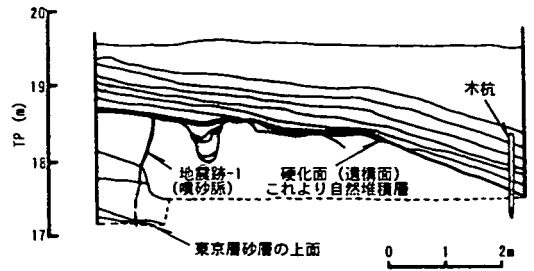 20
19
18
17
TP (m)
木杭
地震跡-1
(噴砂脈)
硬化面(遺構面)
これより自然堆積層
東京層砂層の上面
0 1 2m